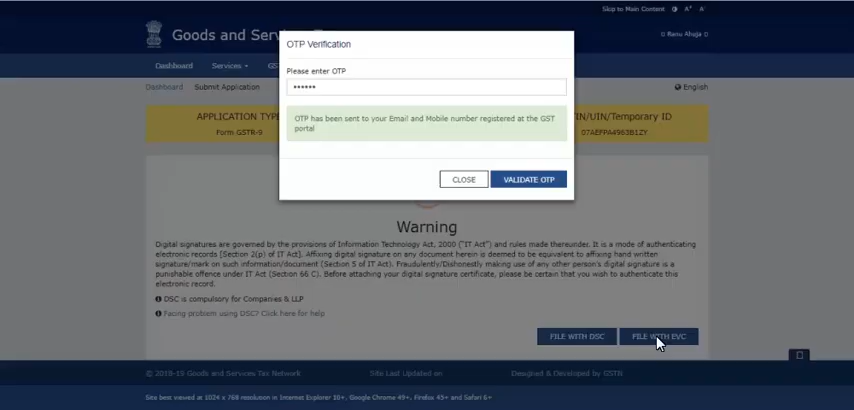 Skip to Main Content A⁺ A⁻
Goods and Serv
Ranu Ahuja
Dashboard Services GS
Dashboard Submit Application English
OTP Verification
Please enter OTP
••••••
OTP has been sent to your Email and Mobile number registered at the GST
portal
CLOSE VALIDATE OTP
APPLICATION TYPE
Form GSTR-9
TIN/UIN/Temporary ID
07AEFPA4963B1ZY
Warning
Digital signatures are governed by the provisions of Information Technology Act, 2000 ("IT Act") and rules made thereunder. It is a mode of authenticating
electronic records [Section 2(p) of IT Act]. Affixing digital signature on any document herein is deemed to be equivalent to affixing hand written
signature/mark on such information/document (Section 5 of IT Act). Fraudulently/Dishonestly making use of any other person's digital signature is a
punishable offence under IT Act (Section 66 C). Before attaching your digital signature certificate, please be certain that you wish to authenticate this
electronic record.
DSC is compulsory for Companies & LLP
Facing problem using DSC? Click here for help
FILE WITH DSC FILE WITH EVC
© 2018-19 Goods and Services Tax Network Site Last Updated on Designed & Developed by GSTN
Site best viewed at 1024 x 768 resolution in Internet Explorer 10+, Google Chrome 49+, Firefox 45+ and Safari 6+